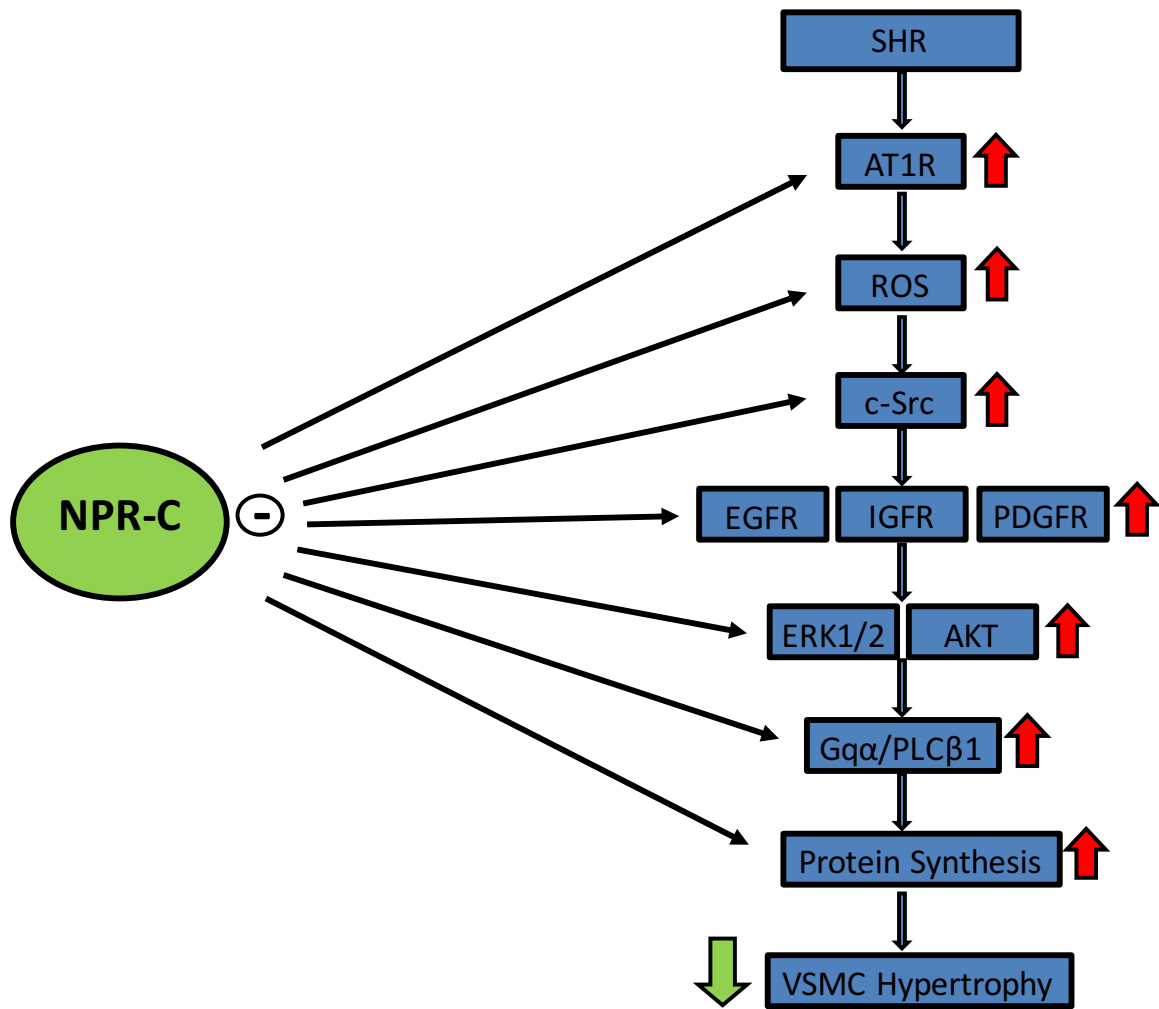 SHR
AT1R
ROS
c-Src
NPR-C
-
EGFR IGFR PDGFR
ERK1/2 AKT
Gqα/PLCβ1
Protein Synthesis
VSMC Hypertrophy